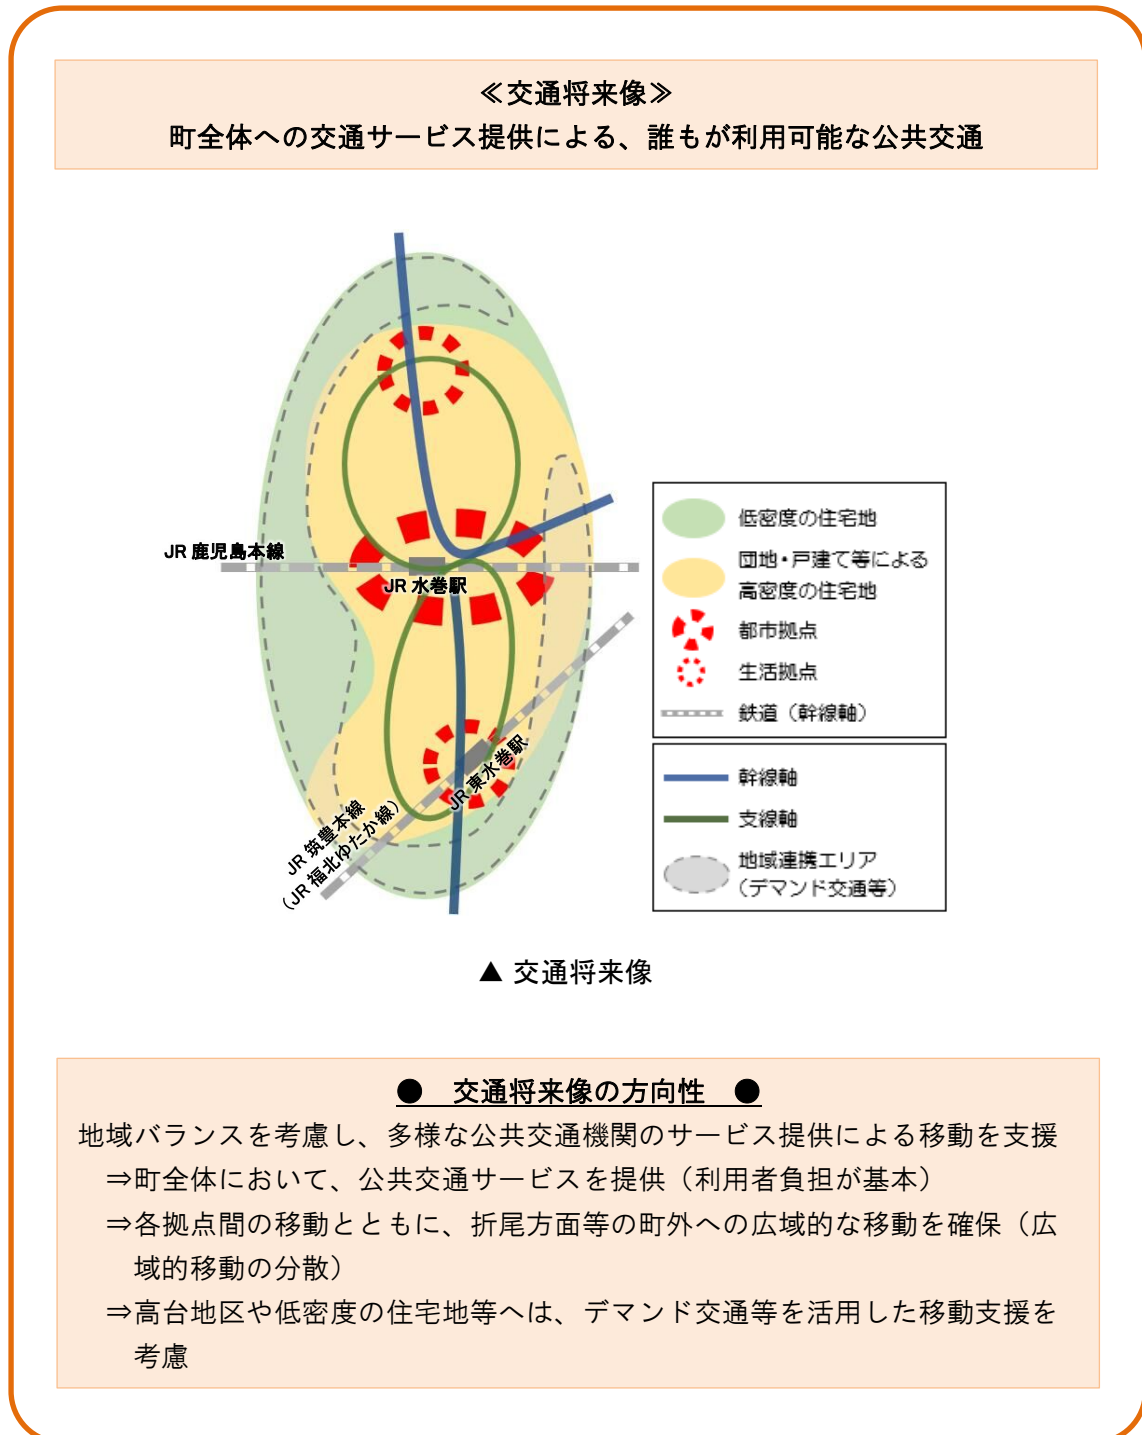 ≪交通将来像≫
町全体への交通サービス提供による、誰もが利用可能な公共交通
JR 鹿児島本線
JR 水巻駅
JR 東水巻駅
JR 筑豊本線
（JR 福北ゆたか線）
低密度の住宅地
団地・戸建て等による
高密度の住宅地
都市拠点
生活拠点
鉄道（幹線軸）
幹線軸
支線軸
地域連携エリア
（デマンド交通等）
▲ 交通将来像
● 交通将来像の方向性 ●
地域バランスを考慮し、多様な公共交通機関のサービス提供による移動を支援
⇒町全体において、公共交通サービスを提供（利用者負担が基本）
⇒各拠点間の移動とともに、折尾方面等の町外への広域的な移動を確保（広
域的移動の分散）
⇒高台地区や低密度の住宅地等へは、デマンド交通等を活用した移動支援を
考慮